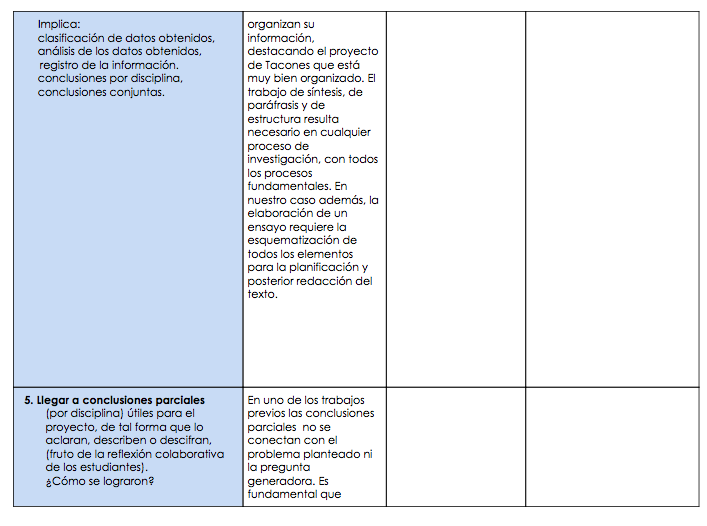 Implica:
clasificación de datos obtenidos,
análisis de los datos obtenidos,
registro de la información.
conclusiones por disciplina,
conclusiones conjuntas.
organizan su
información,
destacando el proyecto
de Tacones que está
muy bien organizado. El
trabajo de síntesis, de
paráfrasis y de
estructura resulta
necesario en cualquier
proceso de
investigación, con todos
los procesos
fundamentales. En
nuestro caso además, la
elaboración de un
ensayo requiere la
esquematización de
todos los elementos
para la planificación y
posterior redacción del
texto.
5. Llegar a conclusiones parciales
(por disciplina) útiles para el
proyecto, de tal forma que lo
aclaran, describen o descifran,
(fruto de la reflexión colaborativa
de los estudiantes).
¿Cómo se lograron?
En uno de los trabajos
previos las conclusiones
parciales no se
conectan con el
problema planteado ni
la pregunta
generadora. Es
fundamental que